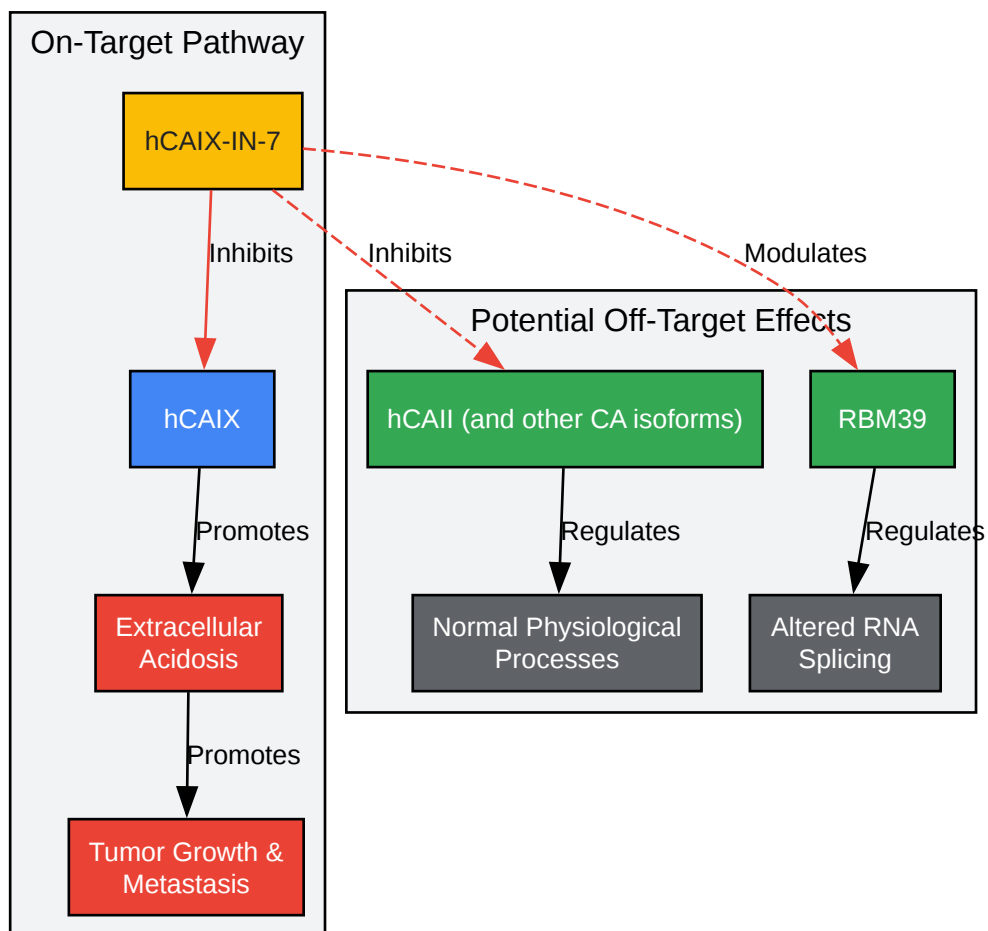 On-Target Pathway
hCAIX-IN-7
Inhibits
Inhibits
Modulates
Potential Off-Target Effects
hCAIX
hCAII (and other CA isoforms)
RBM39
Promotes
Regulates
Regulates
Extracellular
Acidosis
Normal Physiological
Processes
Altered RNA
Splicing
Promotes
Tumor Growth &
Metastasis